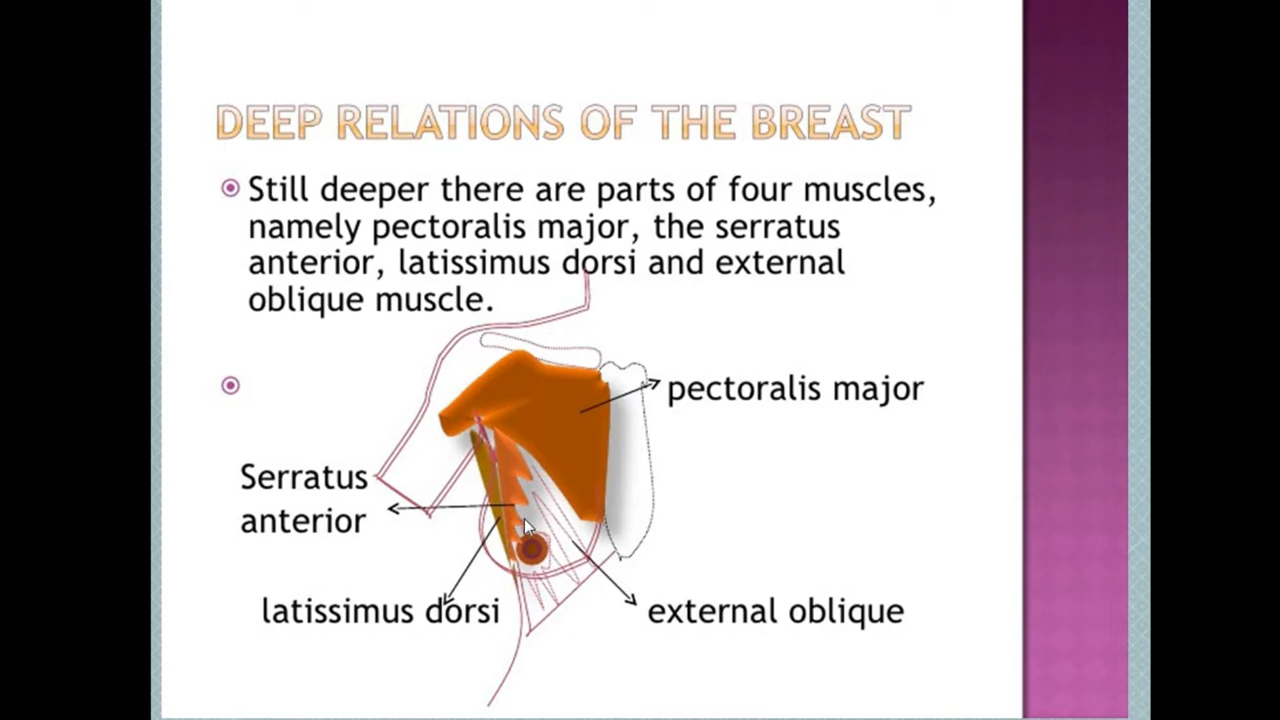 DEEP RELATIONS OF THE BREAST
Still deeper there are parts of four muscles,
namely pectoralis major, the serratus
anterior, latissimus dorsi and external
oblique muscle.
pectoralis major
Serratus
anterior
latissimus dorsi
external oblique